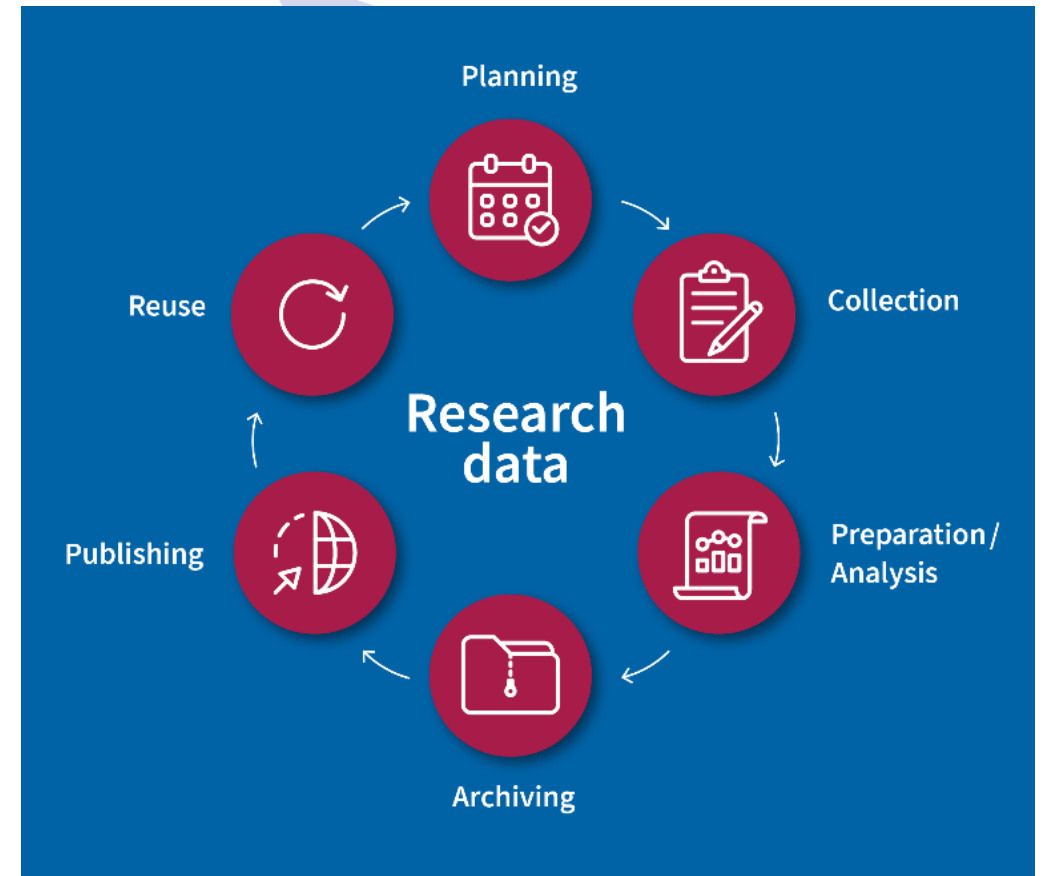 Planning
Collection
Preparation/
Analysis
Archiving
Publishing
Reuse
Research
data